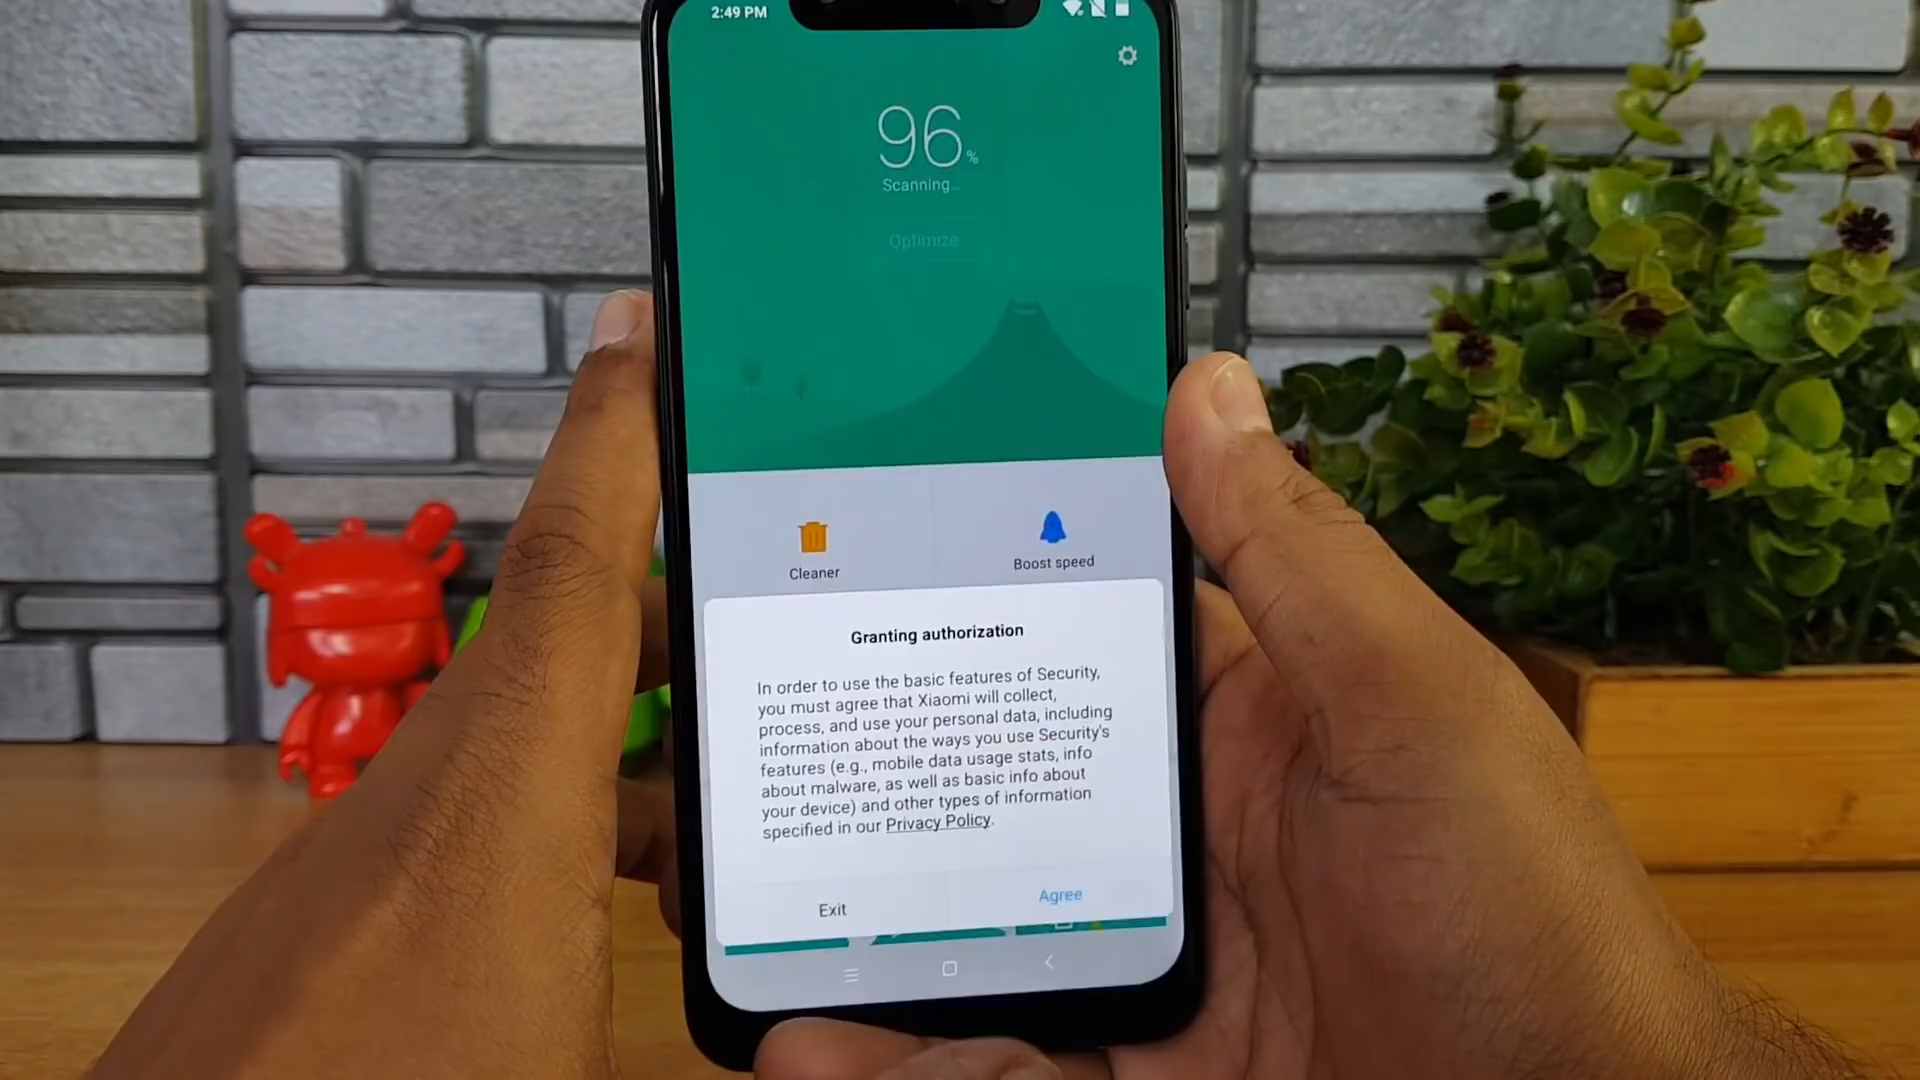 2:49 PM
96%
Scanning...
Optimize
Cleaner
Boost speed
Granting authorization
In order to use the basic features of Security,
you must agree that Xiaomi will collect,
process, and use your personal data, including
information about the ways you use Security's
features (e.g., mobile data usage stats, info
about malware, as well as basic info about
your device) and other types of information
specified in our Privacy Policy.
Exit
Agree